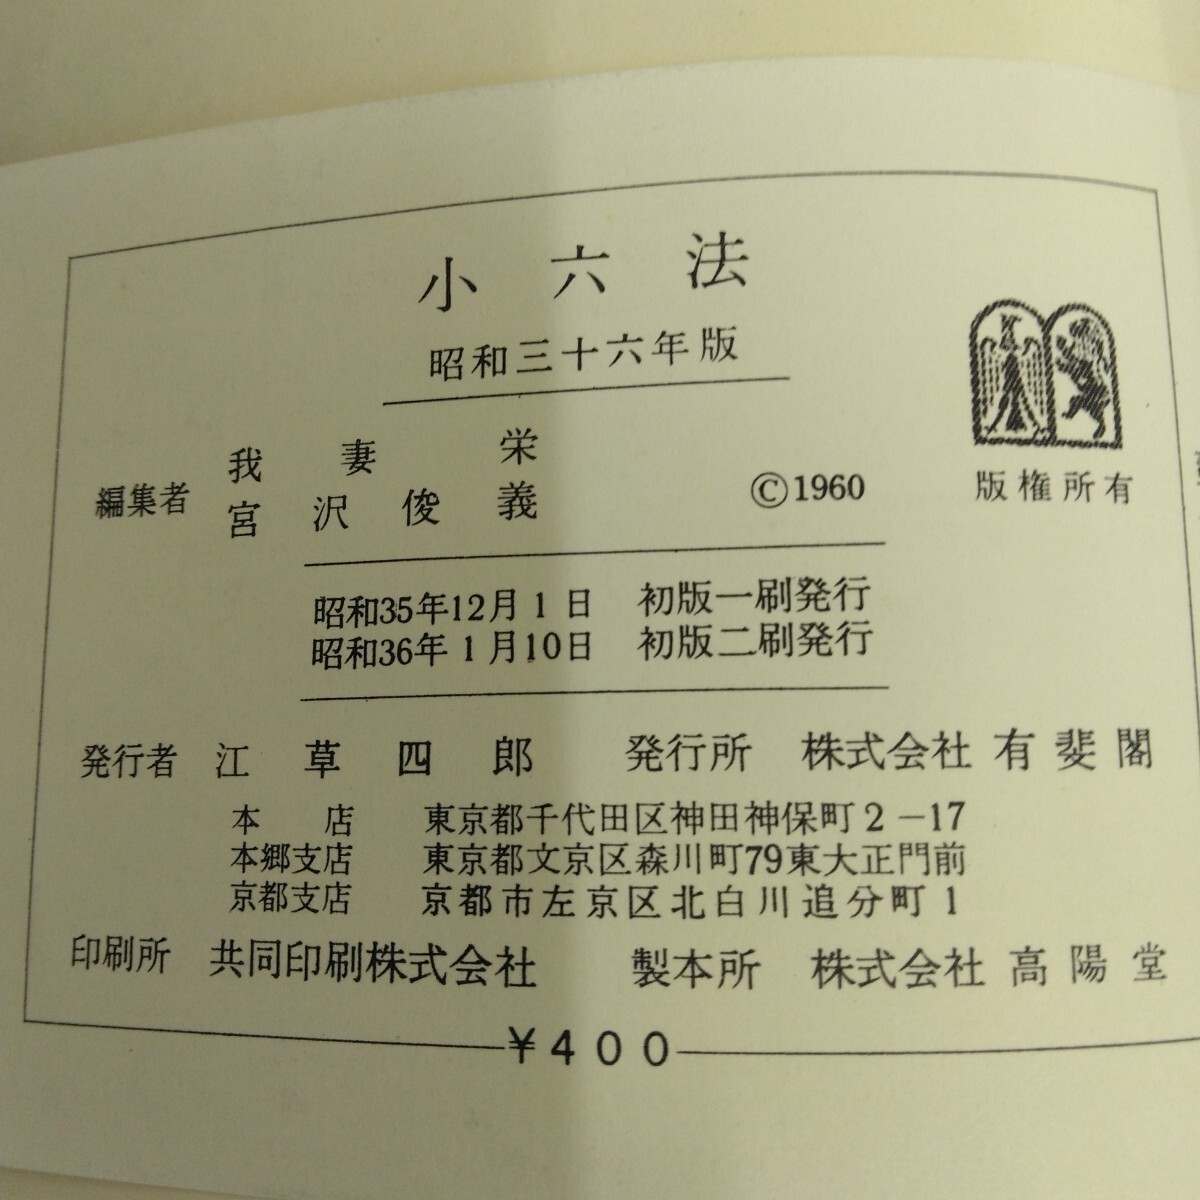 小六法
昭和三十六年版
編集者 我妻栄
宮沢俊義
©1960
版権所有
昭和35年12月1日 初版一刷発行
昭和36年1月10日 初版二刷発行
発行者 江草四郎 発行所 株式会社有斐閣
本店 東京都千代田区神田神保町2-17
本郷支店 東京都文京区森川町79東大正門前
京都支店 京都市左京区北白川追分町1
印刷所 共同印刷株式会社 製本所 株式会社高陽堂
¥400